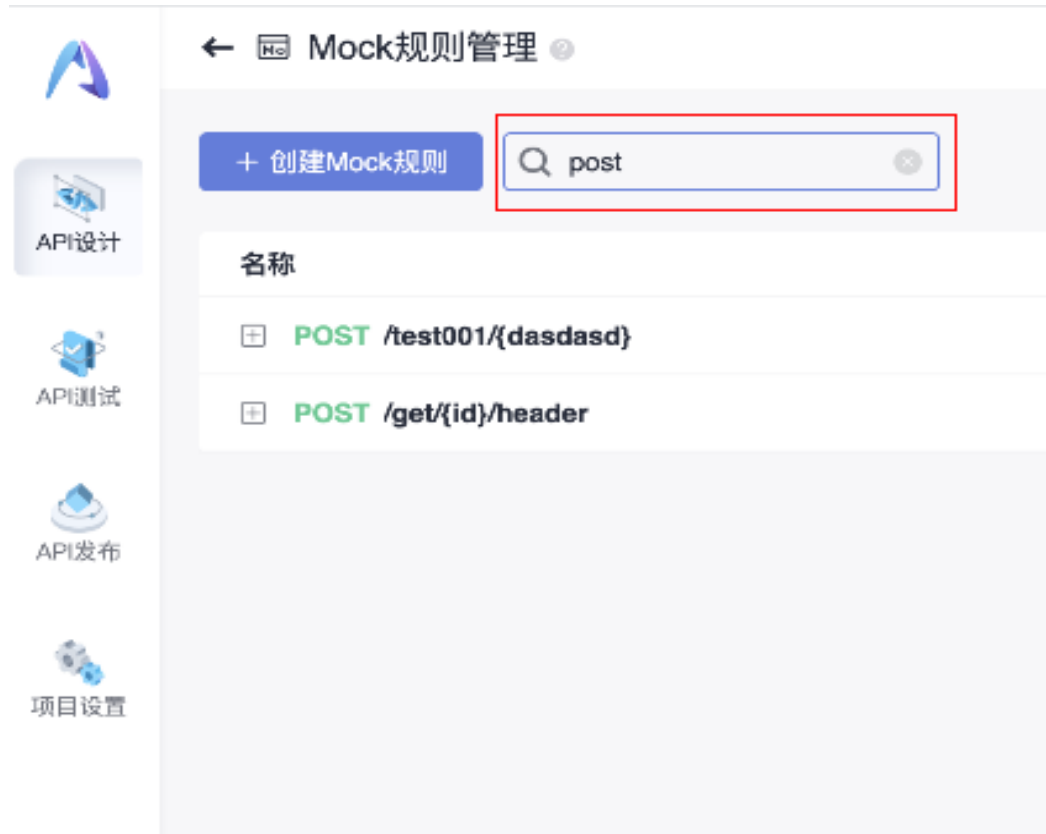 Mock规则管理
+ 创建Mock规则
post
API设计
名称
POST /test001/{dasdasd}
API测试
POST /get/{id}/header
API发布
项目设置